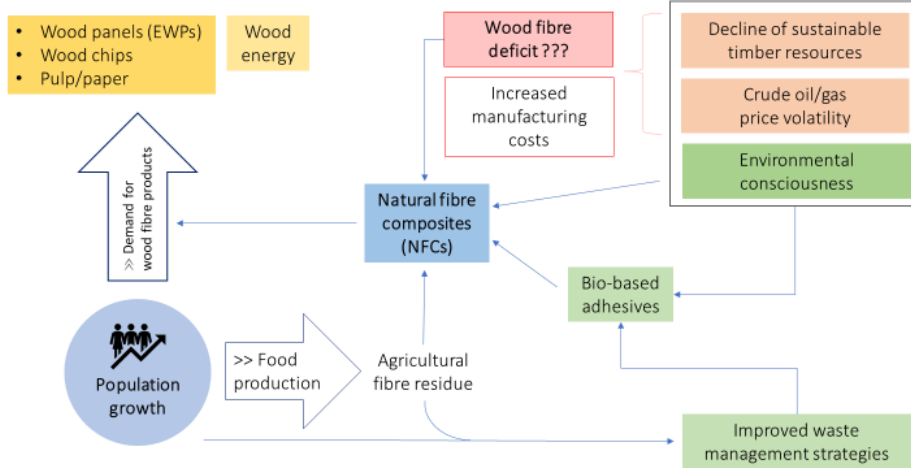 • Wood panels (EWPs)
• Wood chips
• Pulp/paper
Wood
energy
Wood fibre
deficit ???
Increased
manufacturing
costs
Decline of sustainable
timber resources
Crude oil/gas
price volatility
Environmental
consciousness
>> Demand for
wood fibre products
Natural fibre
composites
(NFCs)
Bio-based
adhesives
Population
growth
>> Food
production
Agricultural
fibre residue
Improved waste
management strategies